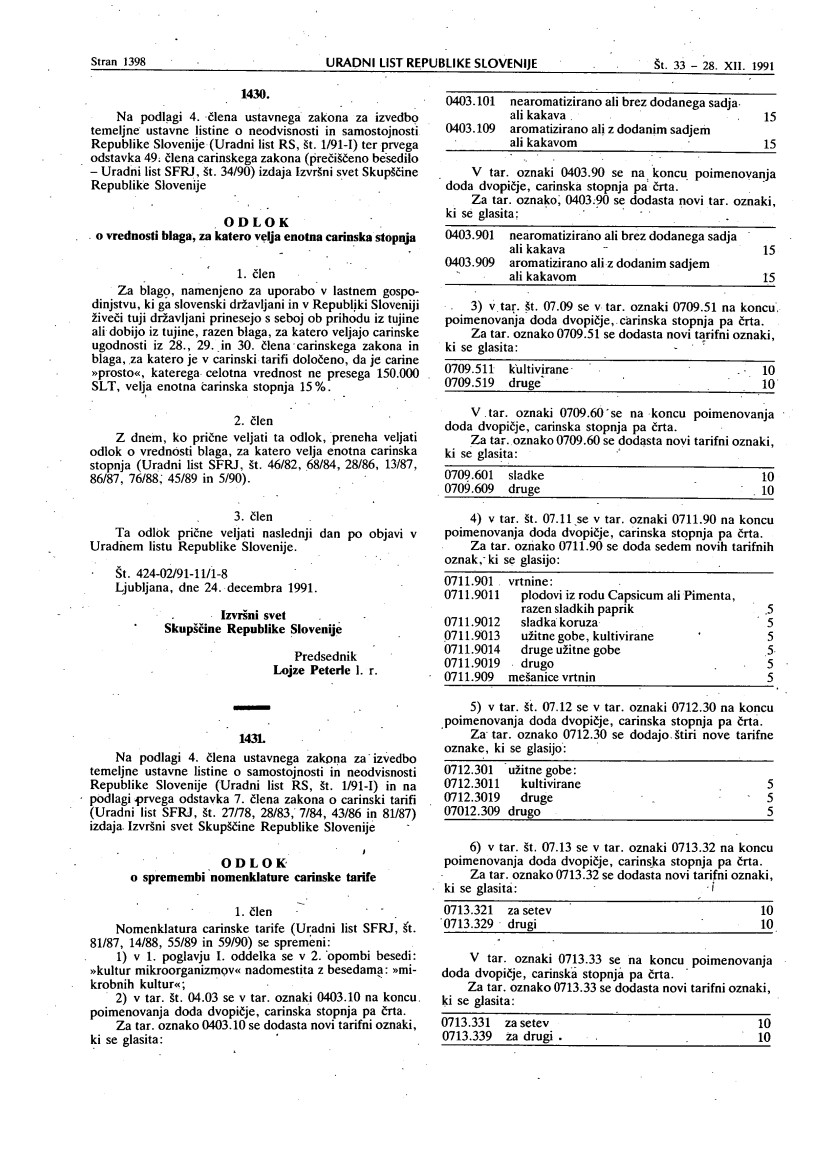 Stran 1398 URADNI LIST REPUBLIKE SLOVENIJE Št. 33 – 28. XII. 1991
1430.
Na podlagi 4. člena ustavnega zakona za izvedbo
temeljne ustavne listine o neodvisnosti in samostojnosti
Republike Slovenije (Uradni list RS, št. 1/91-I) ter prvega
odstavka 49. člena carinskega zakona (prečiščeno besedilo
– Uradni list SFRJ, št. 34/90) izdaja Izvršni svet Skupščine
Republike Slovenije
ODLOK
o vrednosti blaga, za katero velja enotna carinska stopnja
1. člen
Za blago, namenjeno za uporabo v lastnem gospo-
dinjstvu, ki ga slovenski državljani in v Republiki Sloveniji
živeči tuji državljani prinesejo s seboj ob prihodu iz tujine
ali dobijo iz tujine, razen blaga, za katero veljajo carinske
ugodnosti iz 28., 29. in 30. člena carinskega zakona in
blaga, za katero je v carinski tarifi določeno, da je carine
»prosto«, katerega celotna vrednost ne presega 150.000
SLT, velja enotna carinska stopnja 15%.
2. člen
Z dnem, ko prične veljati ta odlok, preneha veljati
odlok o vrednosti blaga, za katero velja enotna carinska
stopnja (Uradni list SFRJ, št. 46/82, 68/84, 28/86, 13/87,
86/87, 76/88, 45/89 in 5/90).
3. člen
Ta odlok prične veljati naslednji dan po objavi v
Uradnem listu Republike Slovenije.
Št. 424-02/91-11/1-8
Ljubljana, dne 24. decembra 1991.
Izvršni svet
Skupščine Republike Slovenije
Predsednik
Lojze Peterle l. r.
1431.
Na podlagi 4. člena ustavnega zakona za izvedbo
temeljne ustavne listine o samostojnosti in neodvisnosti
Republike Slovenije (Uradni list RS, št. 1/91-I) in na
podlagi prvega odstavka 7. člena zakona o carinski tarifi
(Uradni list SFRJ, št. 27/78, 28/83, 7/84, 43/86 in 81/87)
izdaja Izvršni svet Skupščine Republike Slovenije
ODLOK
o spremembi nomenklature carinske tarife
1. člen
Nomenklatura carinske tarife (Uradni list SFRJ, št.
81/87, 14/88, 55/89 in 59/90) se spremeni:
1) v 1. poglavju I. oddelka se v 2. opombi besedi:
»kultur mikroorganizmov« nadomestita z besedama: »mi-
krobnih kultur«;
2) v tar. št. 04.03 se v tar. oznaki 0403.10 na koncu
poimenovanja doda dvopičje, carinska stopnja pa črta.
Za tar. oznako 0403.10 se dodasta novi tarifni oznaki,
ki se glasita:
0403.101 nearomatizirano ali brez dodanega sadja
ali kakava 15
0403.109 aromatizirano ali z dodanim sadjem
ali kakavom 15
V tar. oznaki 0403.90 se na koncu poimenovanja
doda dvopičje, carinska stopnja pa črta.
Za tar. oznako, 0403.90 se dodasta novi tar. oznaki,
ki se glasita:
0403.901 nearomatizirano ali brez dodanega sadja
ali kakava 15
0403.909 aromatizirano ali z dodanim sadjem
ali kakavom 15
3) v tar. št. 07.09 se v tar. oznaki 0709.51 na koncu
poimenovanja doda dvopičje, carinska stopnja pa črta.
Za tar. oznako 0709.51 se dodasta novi tarifni oznaki,
ki se glasita:
0709.511 kultivirane 10
0709.519 druge 10
V tar. oznaki 0709.60 se na koncu poimenovanja
doda dvopičje, carinska stopnja pa črta.
Za tar. oznako 0709.60 se dodasta novi tarifni oznaki,
ki se glasita:
0709.601 sladke 10
0709.609 druge 10
4) v tar. št. 07.11 se v tar. oznaki 0711.90 na koncu
poimenovanja doda dvopičje, carinska stopnja pa črta.
Za tar. oznako 0711.90 se doda sedem novih tarifnih
oznak, ki se glasijo:
0711.901 vrtnine:
0711.9011 plodovi iz rodu Capsicum ali Pimenta,
razen sladkih paprik 5
0711.9012 sladka koruza 5
0711.9013 užitne gobe, kultivirane 5
0711.9014 druge užitne gobe 5
0711.9019 drugo 5
0711.909 mešanice vrtnin 5
5) v tar. št. 07.12 se v tar. oznaki 0712.30 na koncu
poimenovanja doda dvopičje, carinska stopnja pa črta.
Za tar. oznako 0712.30 se dodajo štiri nove tarifne
oznake, ki se glasijo:
0712.301 užitne gobe:
0712.3011 kultivirane 5
0712.3019 druge 5
07012.309 drugo 5
6) v tar. št. 07.13 se v tar. oznaki 0713.32 na koncu
poimenovanja doda dvopičje, carinska stopnja pa črta.
Za tar. oznako 0713.32 se dodasta novi tarifni oznaki,
ki se glasita:
0713.321 za setev 10
0713.329 drugi 10
V tar. oznaki 0713.33 se na koncu poimenovanja
doda dvopičje, carinska stopnja pa črta.
Za tar. oznako 0713.33 se dodasta novi tarifni oznaki,
ki se glasita:
0713.331 za setev 10
0713.339 za drugi 10